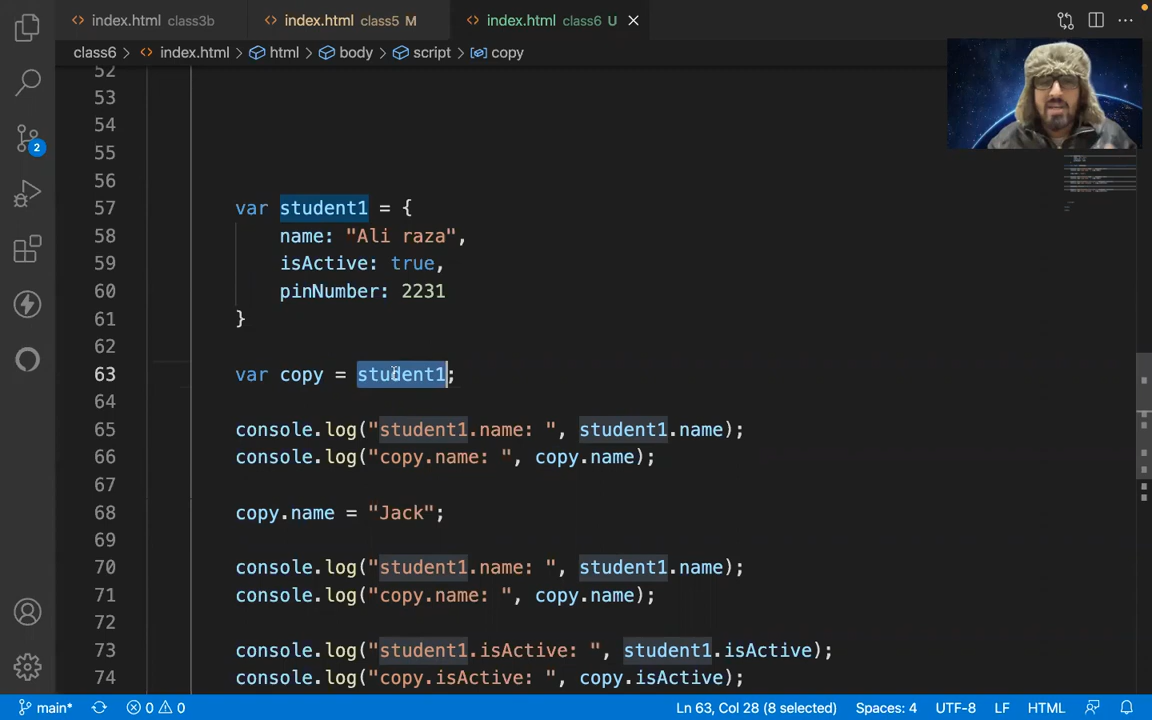 index.html class3b index.html class5 M index.html class6 U
class6 index.html html body script copy
52
53
54
55
56
57 var student1 = {
58 name: "Ali raza",
59 isActive: true,
60 pinNumber: 2231
61 }
62
63 var copy = student1;
64
65 console.log("student1.name: ", student1.name);
66 console.log("copy.name: ", copy.name);
67
68 copy.name = "Jack";
69
70 console.log("student1.name: ", student1.name);
71 console.log("copy.name: ", copy.name);
72
73 console.log("student1.isActive: ", student1.isActive);
74 console.log("copy.isActive: ", copy.isActive);
2
main* 0 0 Ln 63, Col 28 (8 selected) Spaces: 4 UTF-8 LF HTML